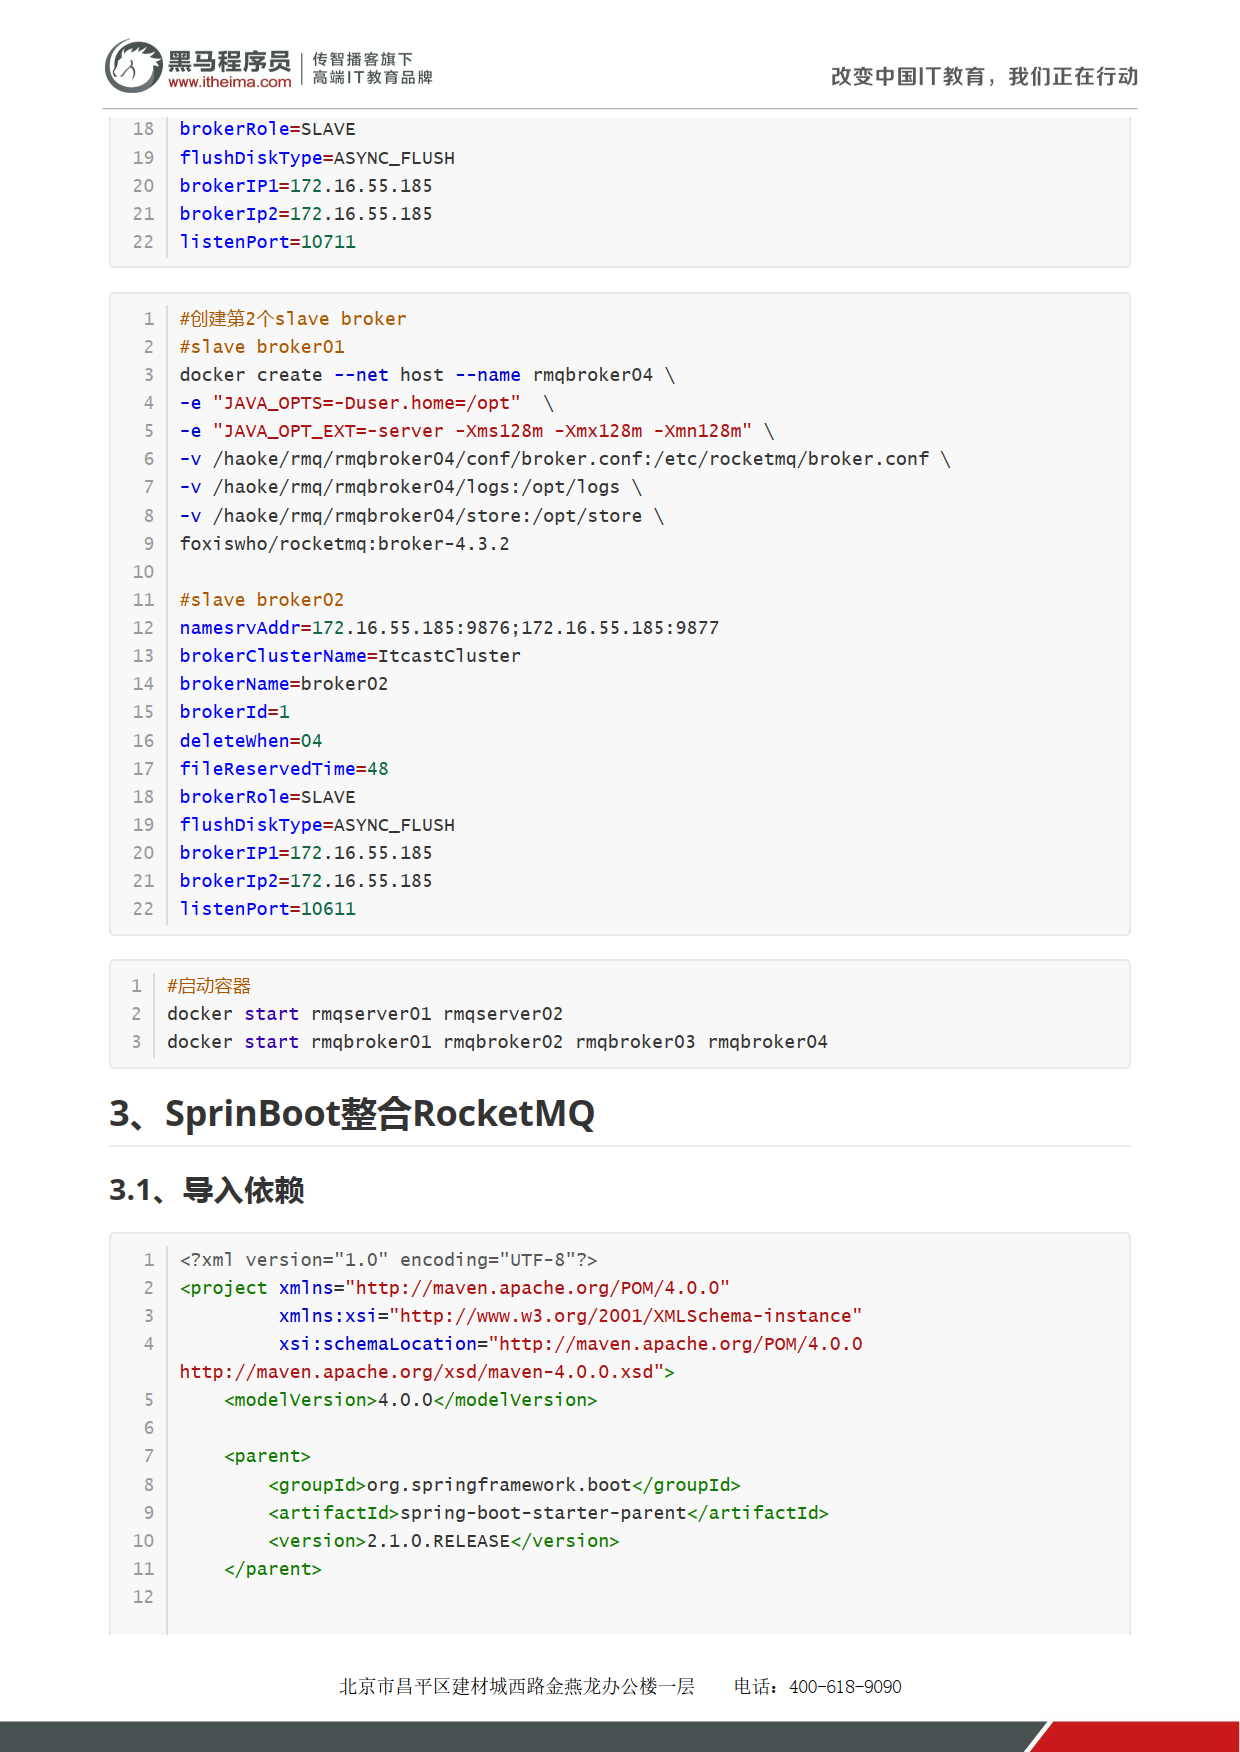 黑马程序员
www.itheima.com
传智播客旗下
高端IT教育品牌
改变中国IT教育，我们正在行动
18 brokerRole=SLAVE
19 flushDiskType=ASYNC_FLUSH
20 brokerIP1=172.16.55.185
21 brokerIp2=172.16.55.185
22 listenPort=10711
1 #创建第2个slave broker
2 #slave broker01
3 docker create --net host --name rmqbroker04 \
4 -e "JAVA_OPTS=-Duser.home=/opt"  \
5 -e "JAVA_OPT_EXT=-server -Xms128m -Xmx128m -Xmn128m" \
6 -v /haoke/rmq/rmqbroker04/conf/broker.conf:/etc/rocketmq/broker.conf \
7 -v /haoke/rmq/rmqbroker04/logs:/opt/logs \
8 -v /haoke/rmq/rmqbroker04/store:/opt/store \
9 foxiswho/rocketmq:broker-4.3.2
10
11 #slave broker02
12 namesrvAddr=172.16.55.185:9876;172.16.55.185:9877
13 brokerClusterName=ItcastCluster
14 brokerName=broker02
15 brokerId=1
16 deleteWhen=04
17 fileReservedTime=48
18 brokerRole=SLAVE
19 flushDiskType=ASYNC_FLUSH
20 brokerIP1=172.16.55.185
21 brokerIp2=172.16.55.185
22 listenPort=10611
1 #启动容器
2 docker start rmqserver01 rmqserver02
3 docker start rmqbroker01 rmqbroker02 rmqbroker03 rmqbroker04
3、SprinBoot整合RocketMQ
3.1、导入依赖
1 <?xml version="1.0" encoding="UTF-8"?>
2 <project xmlns="http://maven.apache.org/POM/4.0.0"
3          xmlns:xsi="http://www.w3.org/2001/XMLSchema-instance"
4          xsi:schemaLocation="http://maven.apache.org/POM/4.0.0
http://maven.apache.org/xsd/maven-4.0.0.xsd">
5     <modelVersion>4.0.0</modelVersion>
6
7     <parent>
8         <groupId>org.springframework.boot</groupId>
9         <artifactId>spring-boot-starter-parent</artifactId>
10         <version>2.1.0.RELEASE</version>
11     </parent>
12
北京市昌平区建材城西路金燕龙办公楼一层    电话：400-618-9090